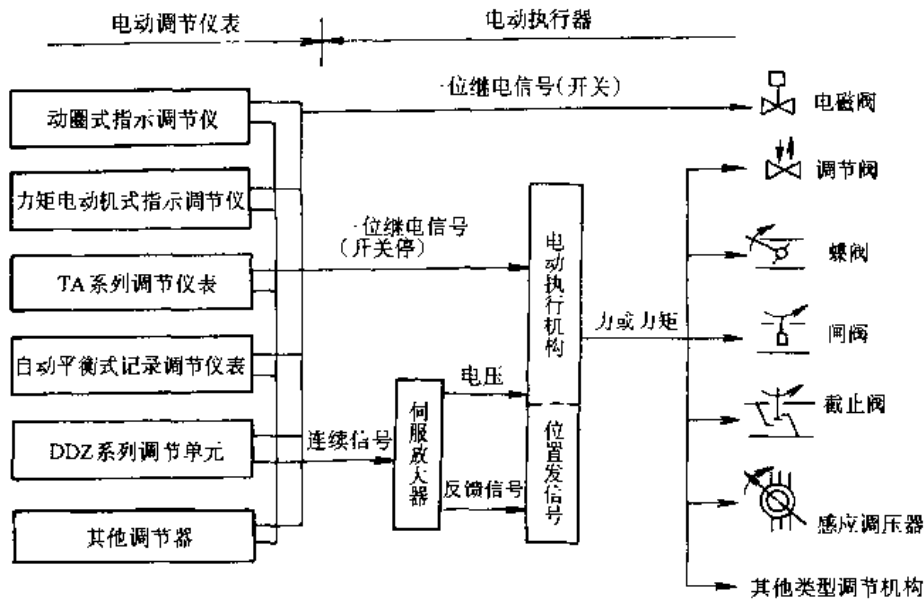 电动调节仪表
电动执行器
动圈式指示调节仪
力矩电动机式指示调节仪
TA系列调节仪表
自动平衡式记录调节仪表
DDZ系列调节单元
其他调节器
位继电信号(开关)
位继电信号
(开关停)
连续信号
伺服放大器
电压
反馈信号
电动执行机构
位置发信号
力或力矩
电磁阀
调节阀
蝶阀
闸阀
截止阀
感应调压器
其他类型调节机构